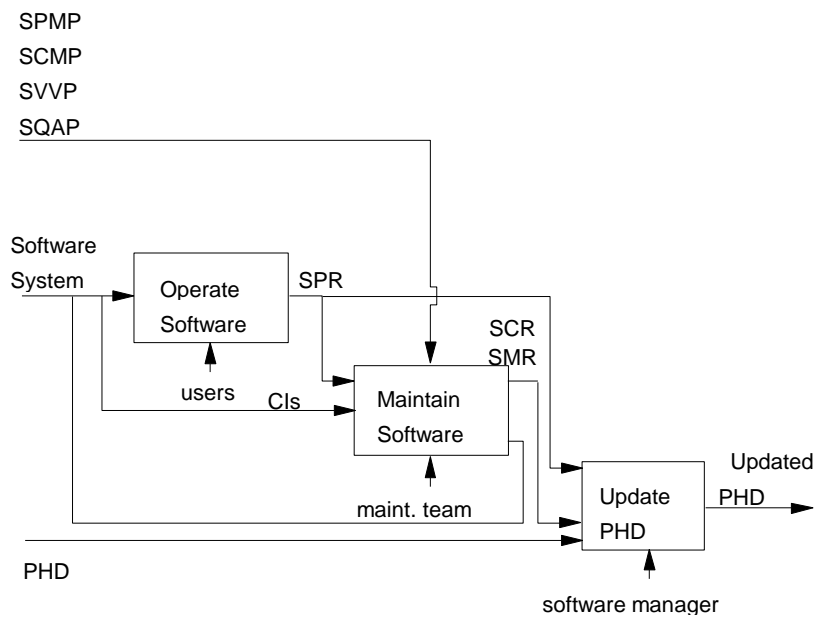 SPMP
SCMP
SVVP
SQAP
Software
System
Operate
Software
SPR
users
CIs
SCR
SMR
Maintain
Software
maint. team
Update
PHD
Updated
PHD
PHD
software manager